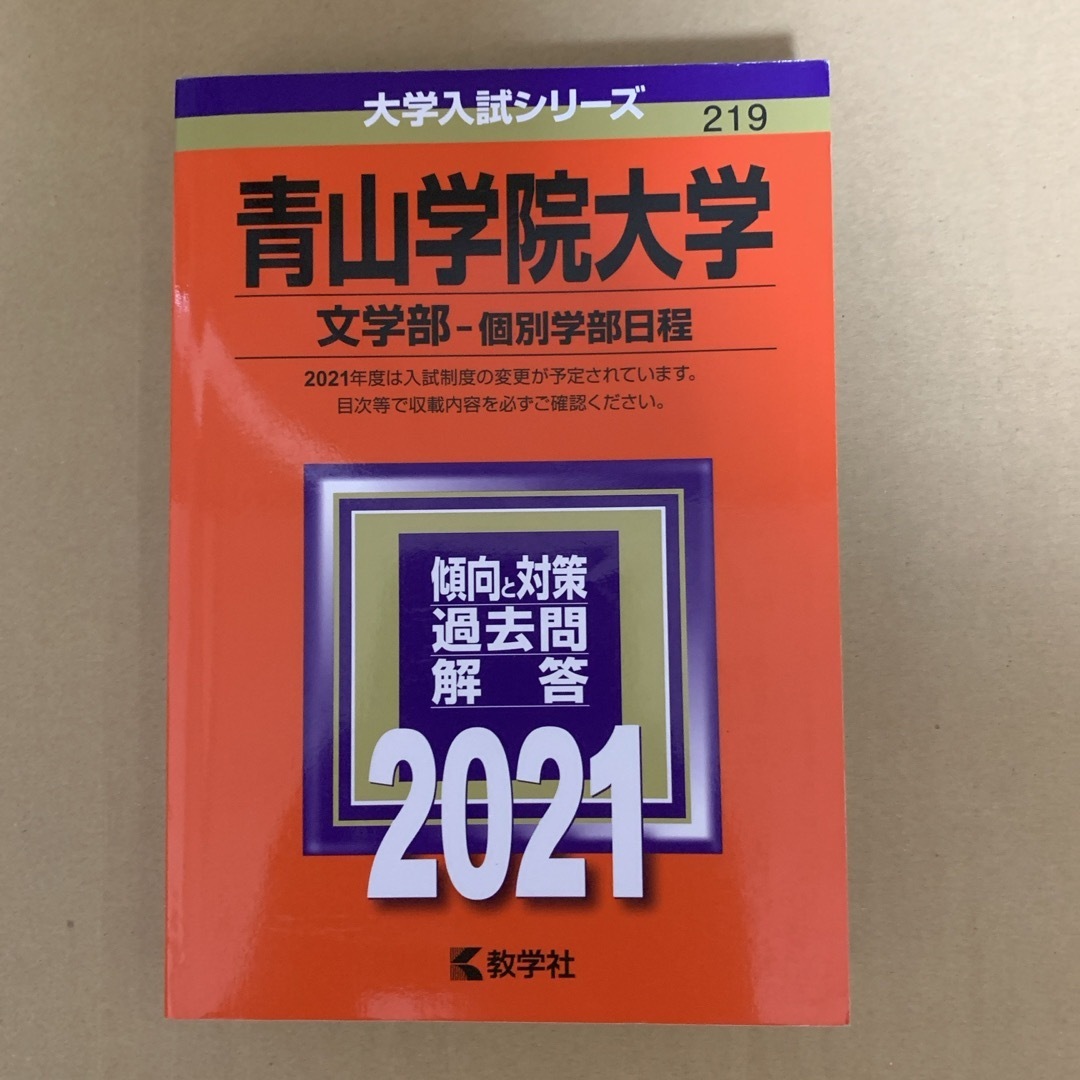 大学入試シリーズ
219
青山学院大学
文学部-個別学部日程
2021年度は入試制度の変更が予定されています。
目次等で収載内容を必ずご確認ください。
傾向と対策
過去問
解答
2021
教学社